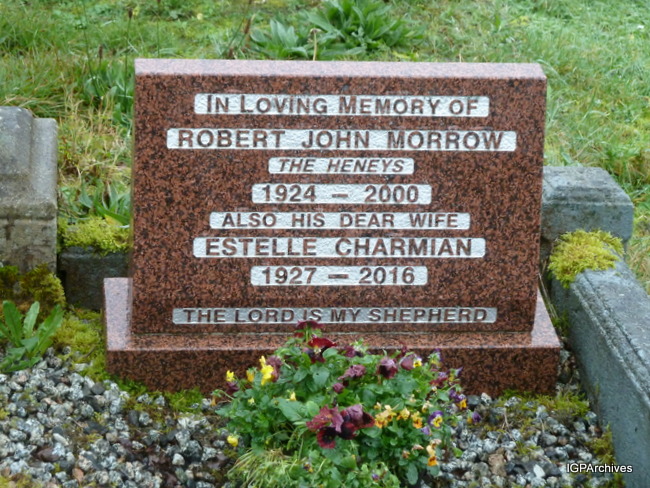 IN LOVING MEMORY OF
ROBERT JOHN MORROW
THE HENEYS
1924 – 2000
ALSO HIS DEAR WIFE
ESTELLE CHARMIAN
1927 – 2016
THE LORD IS MY SHEPHERD
IGPArchives